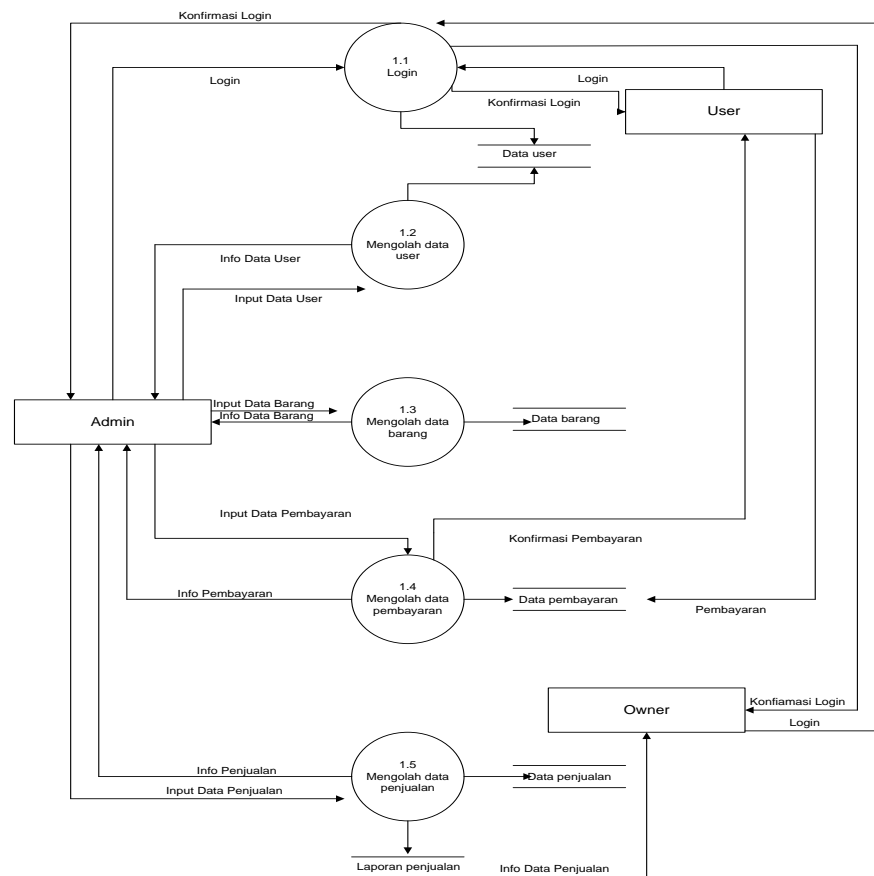 Konfirmasi Login
1.1
Login
Login
Login
Konfirmasi Login
User
Data user
1.2
Mengolah data
user
Info Data User
Input Data User
Admin
Input Data Barang
Info Data Barang
1.3
Mengolah data
barang
Data barang
Input Data Pembayaran
Konfirmasi Pembayaran
Info Pembayaran
1.4
Mengolah data
pembayaran
Data pembayaran
Pembayaran
Owner
Konfiamasi Login
Login
Info Penjualan
Input Data Penjualan
1.5
Mengolah data
penjualan
Data penjualan
Laporan penjualan
Info Data Penjualan